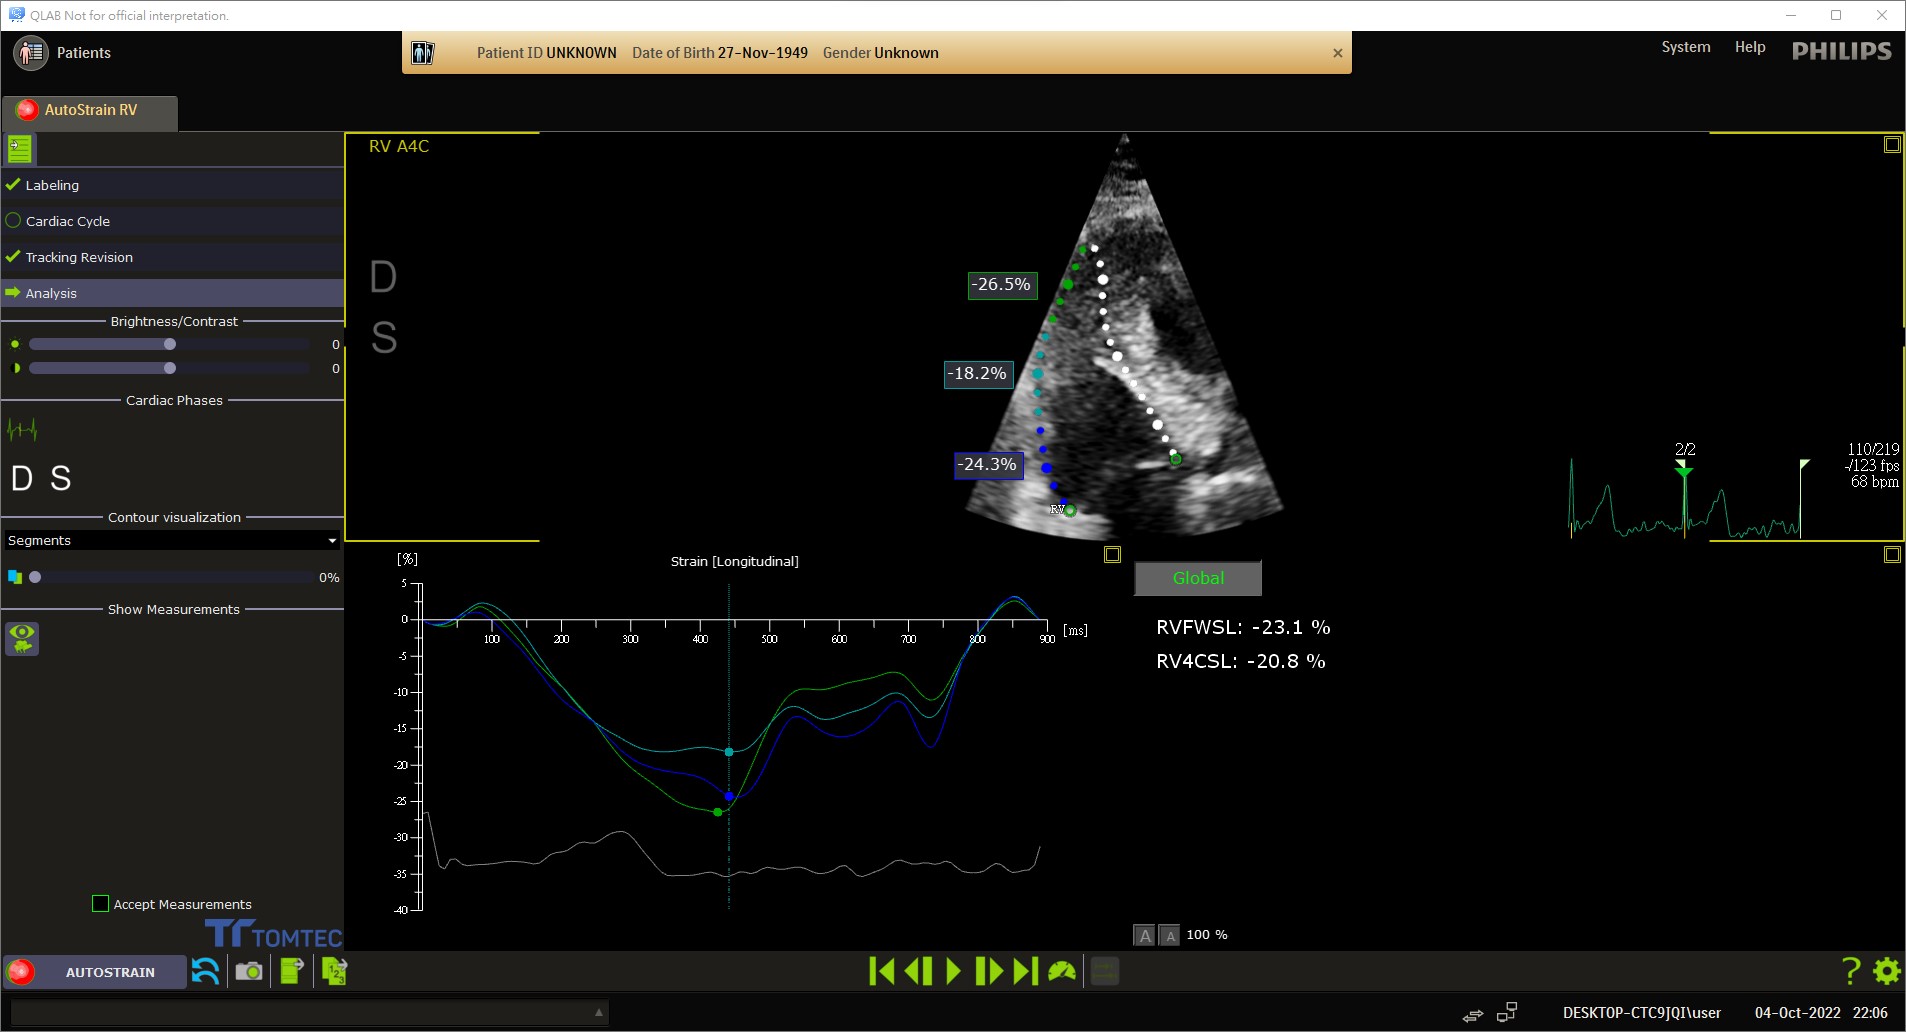 QLAB Not for official interpretation.
Patients
Patient ID UNKNOWN Date of Birth 27-Nov-1949 Gender Unknown
System Help PHILIPS
AutoStrain RV
Labeling
Cardiac Cycle
Tracking Revision
Analysis
Brightness/Contrast
0
0
Cardiac Phases
D S
Contour visualization
Segments
0%
Show Measurements
Accept Measurements
TOMTEC
RV A4C
D
S
-26.5%
-18.2%
-24.3%
RV
2/2
110/219
-/123 fps
68 bpm
[%]
Strain [Longitudinal]
5
0
-5
-10
-15
-20
-25
-30
-35
-40
100 200 300 400 500 600 700 800 900 [ms]
Global
RVFWSL: -23.1 %
RV4CSL: -20.8 %
A A 100 %
AUTOSTRAIN
1 2 3
?
DESKTOP-CTC9JQI\user 04-Oct-2022 22:06